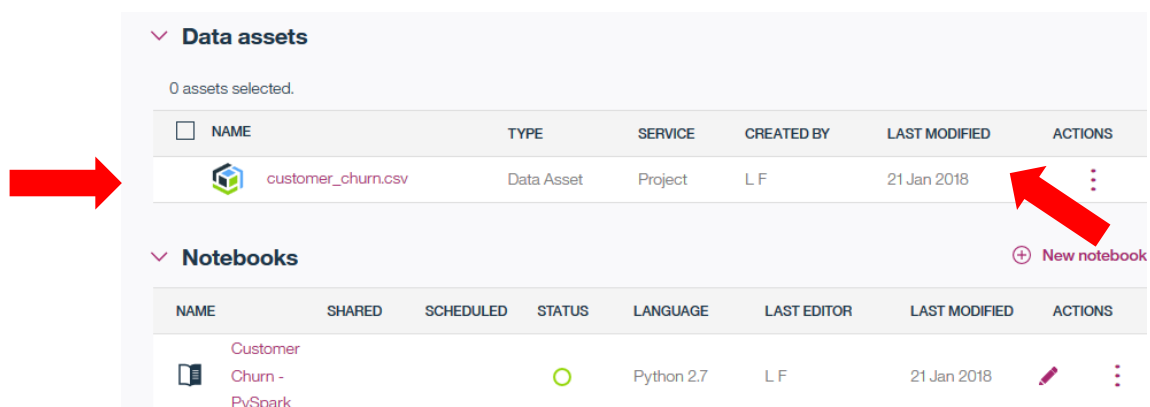 Data assets
0 assets selected.
NAME TYPE SERVICE CREATED BY LAST MODIFIED ACTIONS
customer_churn.csv Data Asset Project L F 21 Jan 2018
Notebooks New notebook
NAME SHARED SCHEDULED STATUS LANGUAGE LAST EDITOR LAST MODIFIED ACTIONS
Customer
Churn - Python 2.7 L F 21 Jan 2018
PySpark